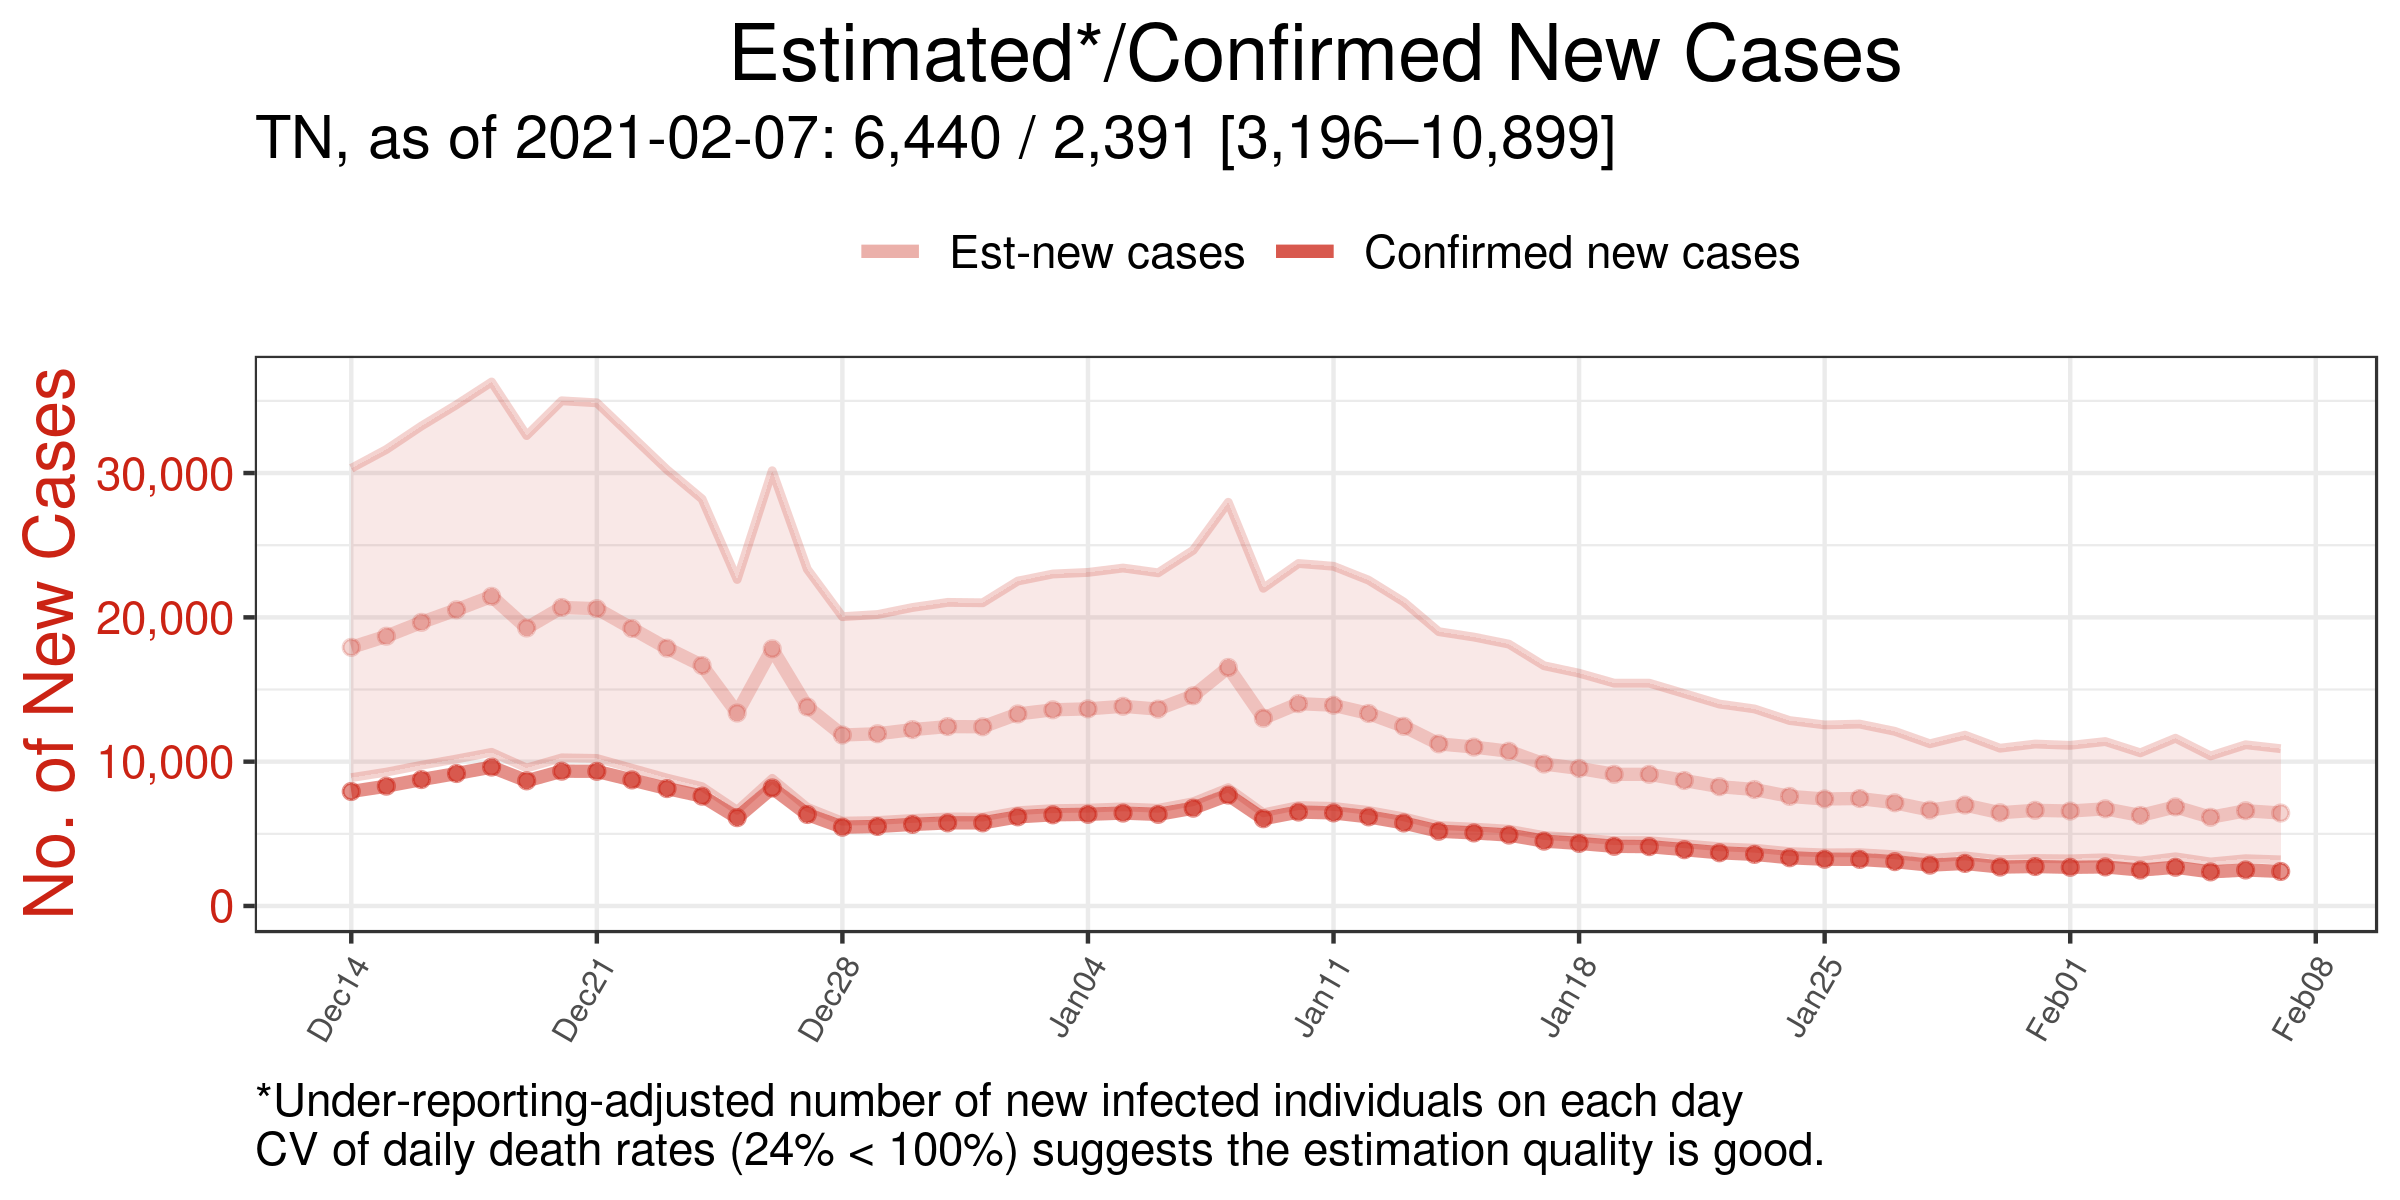 Estimated*/Confirmed New Cases
TN, as of 2021-02-07: 6,440 / 2,391 [3,196–10,899]
Est-new cases
Confirmed new cases
No. of New Cases
30,000
20,000
10,000
0
Dec14
Dec21
Dec28
Jan04
Jan11
Jan18
Jan25
Feb01
Feb08
*Under-reporting-adjusted number of new infected individuals on each day
CV of daily death rates (24% < 100%) suggests the estimation quality is good.